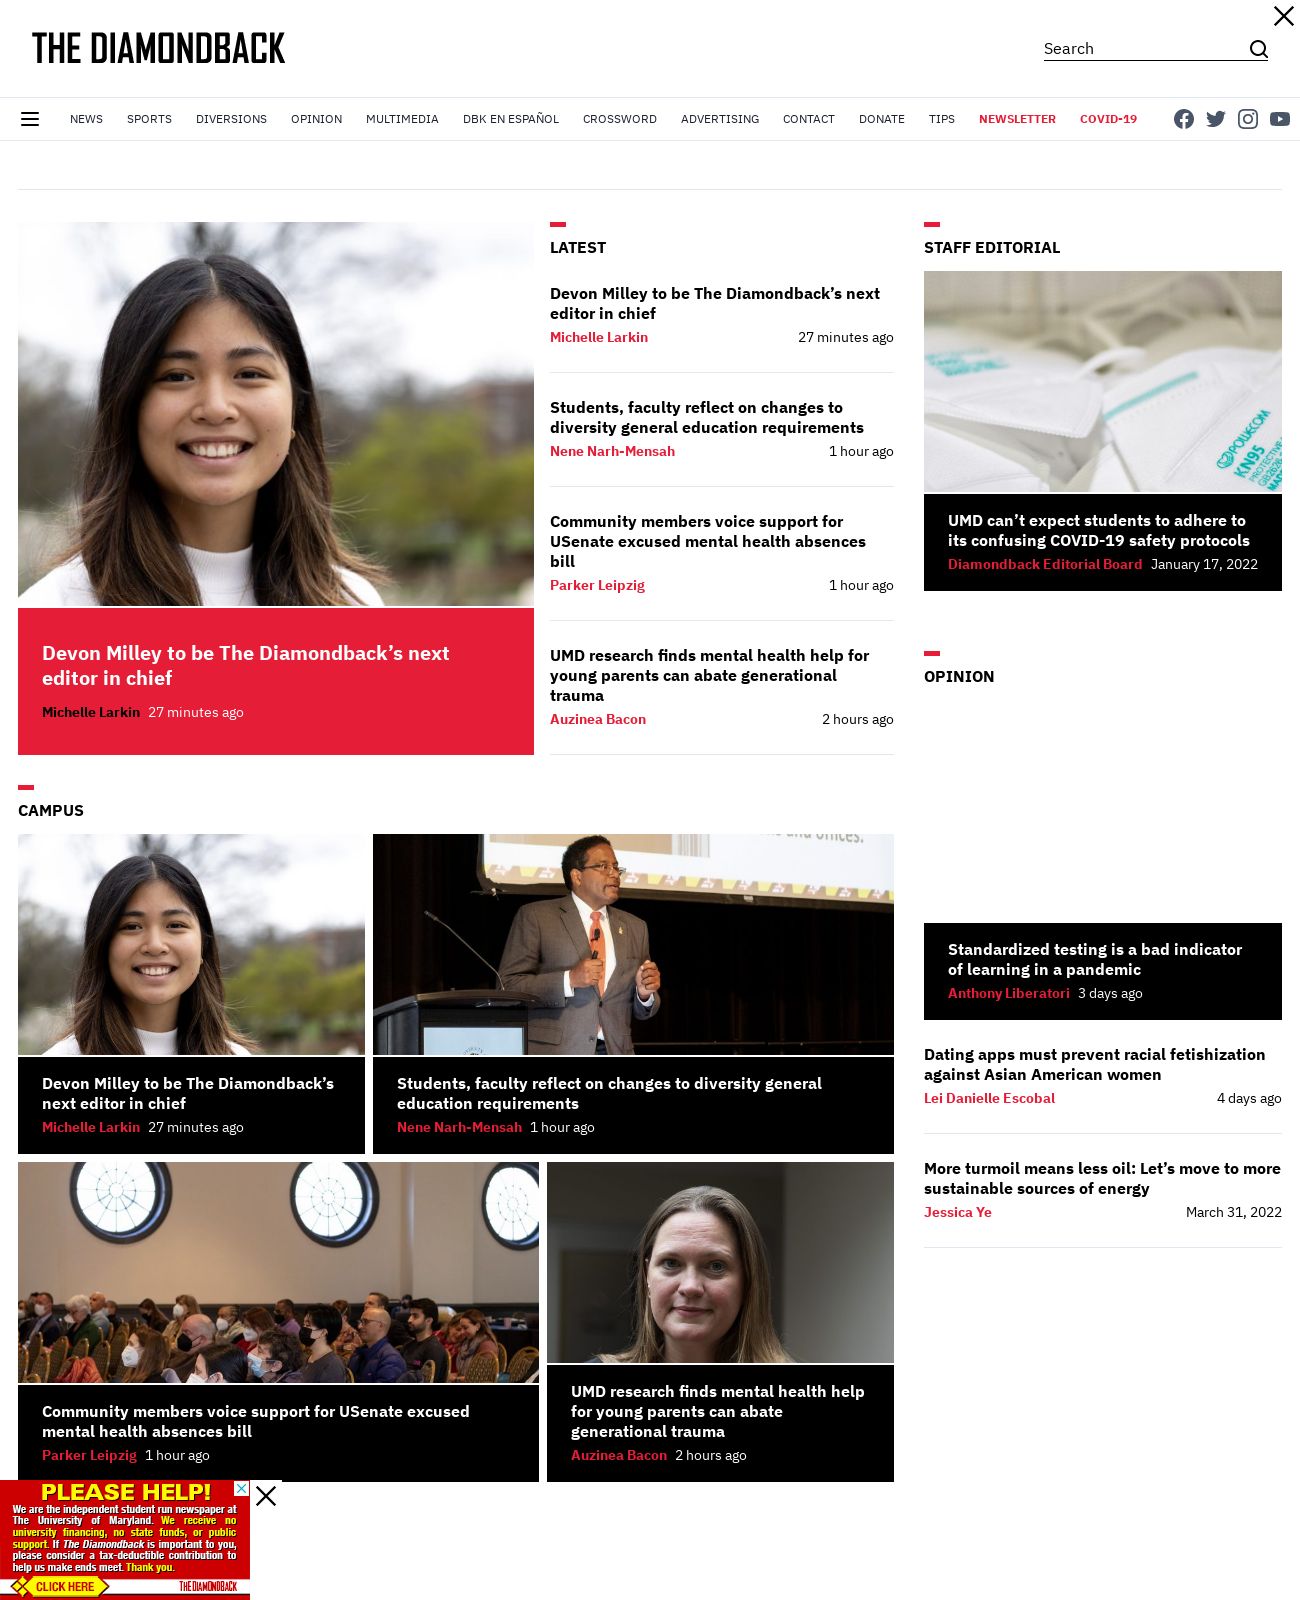 THE DIAMONDBACK
Search
NEWS SPORTS DIVERSIONS OPINION MULTIMEDIA DBK EN ESPAÑOL CROSSWORD ADVERTISING CONTACT DONATE TIPS NEWSLETTER COVID-19
Devon Milley to be The Diamondback’s next
editor in chief
Michelle Larkin 27 minutes ago
LATEST
Devon Milley to be The Diamondback’s next
editor in chief
Michelle Larkin 27 minutes ago
Students, faculty reflect on changes to
diversity general education requirements
Nene Narh-Mensah 1 hour ago
Community members voice support for
USenate excused mental health absences
bill
Parker Leipzig 1 hour ago
UMD research finds mental health help for
young parents can abate generational
trauma
Auzinea Bacon 2 hours ago
STAFF EDITORIAL
POWECOM
KN95
UMD can’t expect students to adhere to
its confusing COVID-19 safety protocols
Diamondback Editorial Board January 17, 2022
OPINION
Standardized testing is a bad indicator
of learning in a pandemic
Anthony Liberatori 3 days ago
Dating apps must prevent racial fetishization
against Asian American women
Lei Danielle Escobal 4 days ago
More turmoil means less oil: Let’s move to more
sustainable sources of energy
Jessica Ye March 31, 2022
CAMPUS
Devon Milley to be The Diamondback’s
next editor in chief
Michelle Larkin 27 minutes ago
and offices.
Students, faculty reflect on changes to diversity general
education requirements
Nene Narh-Mensah 1 hour ago
Community members voice support for USenate excused
mental health absences bill
Parker Leipzig 1 hour ago
UMD research finds mental health help
for young parents can abate
generational trauma
Auzinea Bacon 2 hours ago
PLEASE HELP!
We are the independent student run newspaper at
The University of Maryland. We receive no
university financing, no state funds, or public
support. If The Diamondback is important to you,
please consider a tax-deductible contribution to
help us make ends meet. Thank you.
CLICK HERE
THE DIAMONDBACK